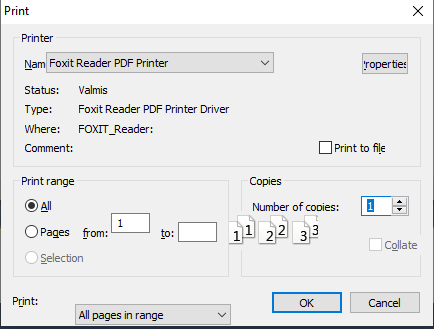 Print
Printer
Nam Foxit Reader PDF Printer Properties
Status: Valmis
Type: Foxit Reader PDF Printer Driver
Where: FOXIT_Reader:
Comment: Print to file
Print range Copies
All Number of copies: 1
Pages from: 1 to:
1 1 2 2 3 3
Selection Collate
Print: All pages in range OK Cancel